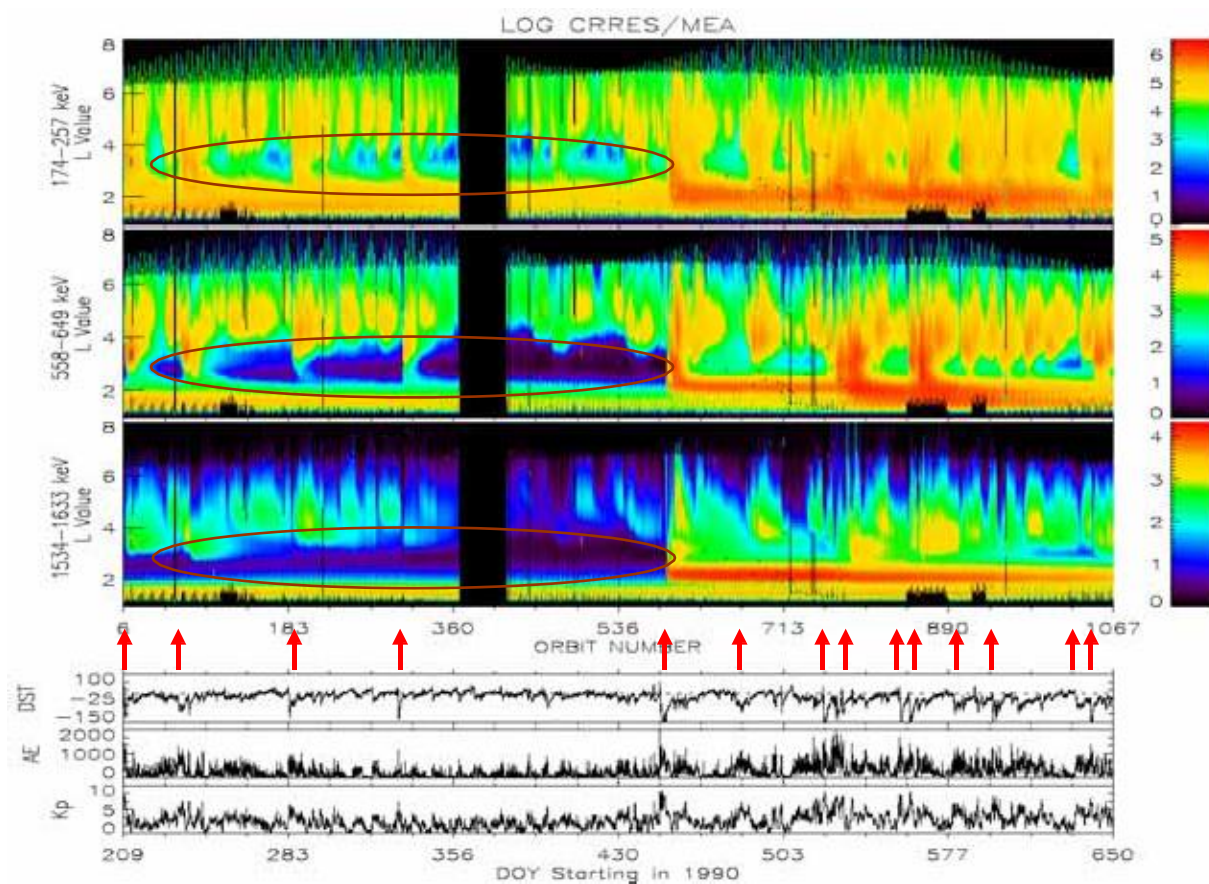 LOG CRRES/MEA
174-257 keV
L Value
8
6
4
2
6
5
4
3
2
1
0
558-649 keV
L Value
8
6
4
2
5
4
3
2
1
0
1534-1633 keV
L Value
8
6
4
2
4
3
2
1
0
6 183 360 536 713 890 1067
ORBIT NUMBER
DST
100
-25
-150
AE
2000
1000
0
Kp
10
5
0
209 283 356 430 503 577 650
DOY Starting in 1990